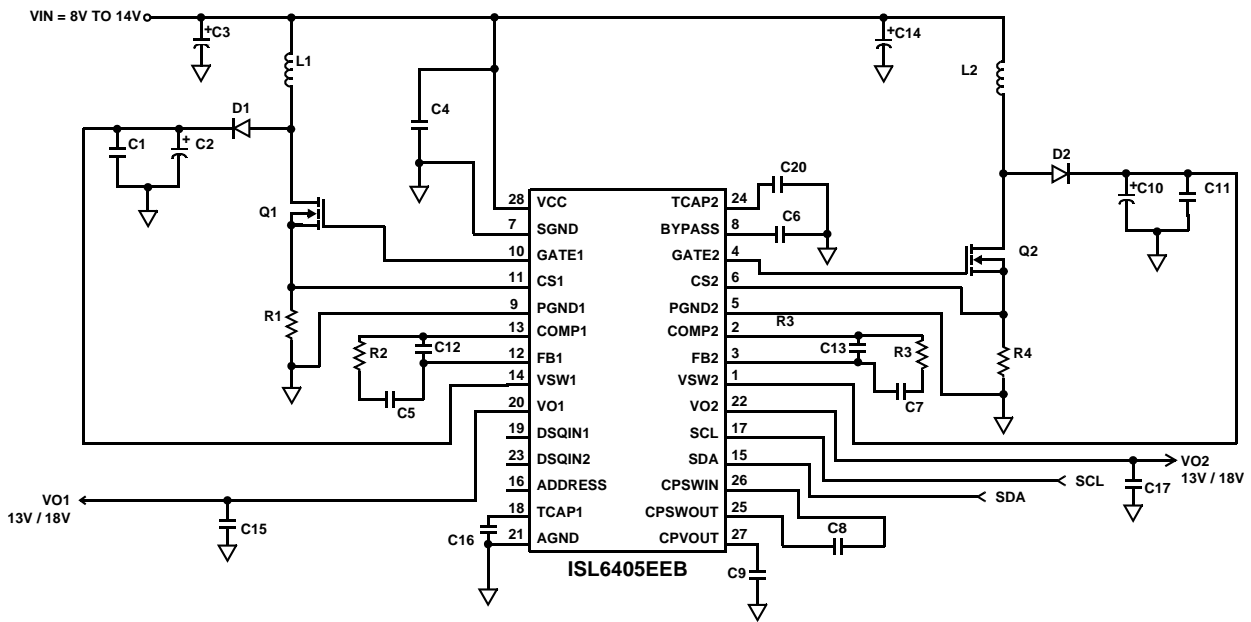 VIN = 8V TO 14V
+C3
+C14
L1
L2
C4
D1
C1
+
C2
D2
+C10
C11
C20
C6
Q1
Q2
28 VCC
7 SGND
10 GATE1
11 CS1
9 PGND1
13 COMP1
12 FB1
14 VSW1
20 VO1
19 DSQIN1
23 DSQIN2
16 ADDRESS
18 TCAP1
21 AGND
TCAP2 24
BYPASS 8
GATE2 4
CS2 6
PGND2 5
COMP2 2
FB2 3
VSW2 1
VO2 22
SCL 17
SDA 15
CPSWIN 26
CPSWOUT 25
CPVOUT 27
ISL6405EEB
R1
R2
C12
C5
R3
C13
R3
C7
R4
VO1
13V / 18V
C15
C16
C8
C9
SCL
SDA
VO2
13V / 18V
C17